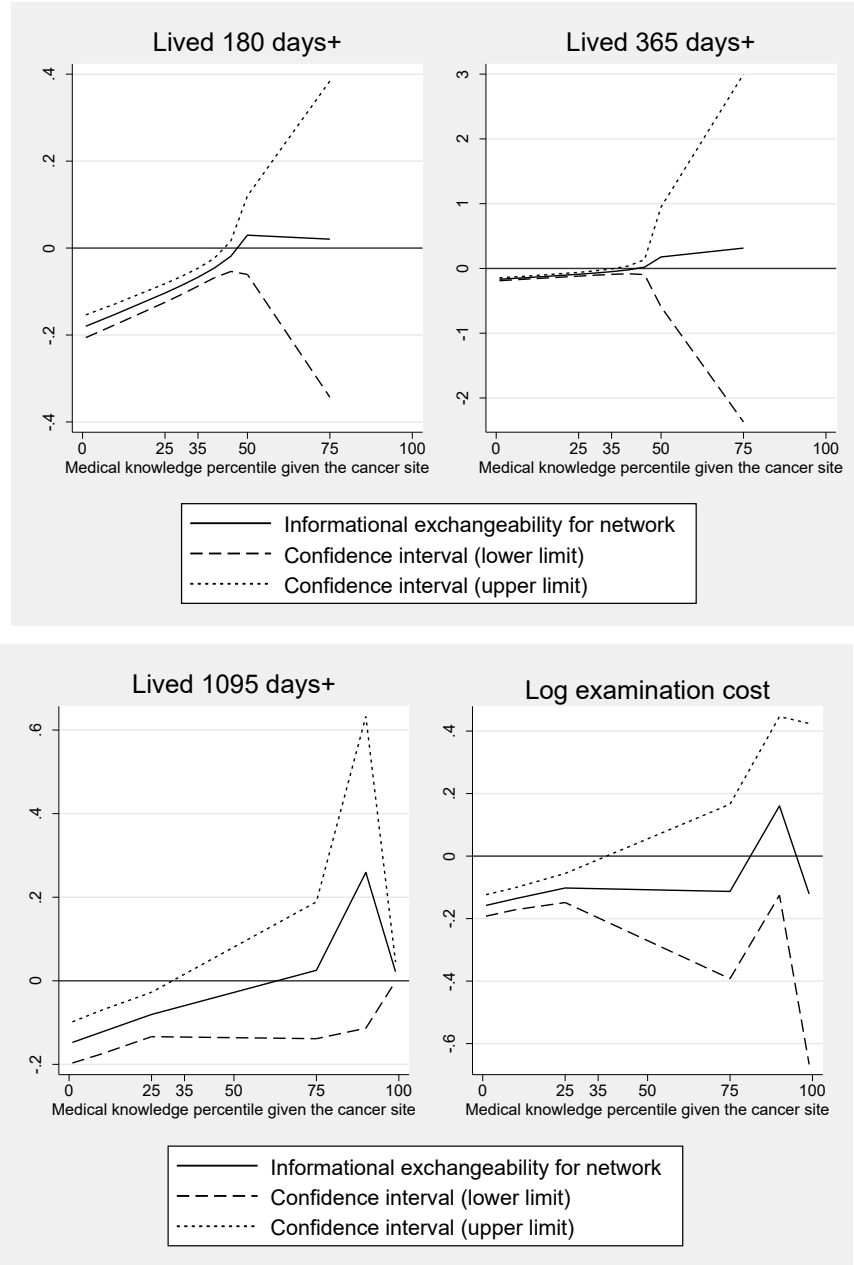 Lived 180 days+
.4
.2
0
-.2
-.4
0 25 35 50 75 100
Medical knowledge percentile given the cancer site
Lived 365 days+
3
2
1
0
-1
-2
0 25 35 50 75 100
Medical knowledge percentile given the cancer site
Informational exchangeability for network
Confidence interval (lower limit)
Confidence interval (upper limit)
Lived 1095 days+
.6
.4
.2
0
-.2
0 25 35 50 75 100
Medical knowledge percentile given the cancer site
Log examination cost
.4
.2
0
-.2
-.4
-.6
0 25 35 50 75 100
Medical knowledge percentile given the cancer site
Informational exchangeability for network
Confidence interval (lower limit)
Confidence interval (upper limit)